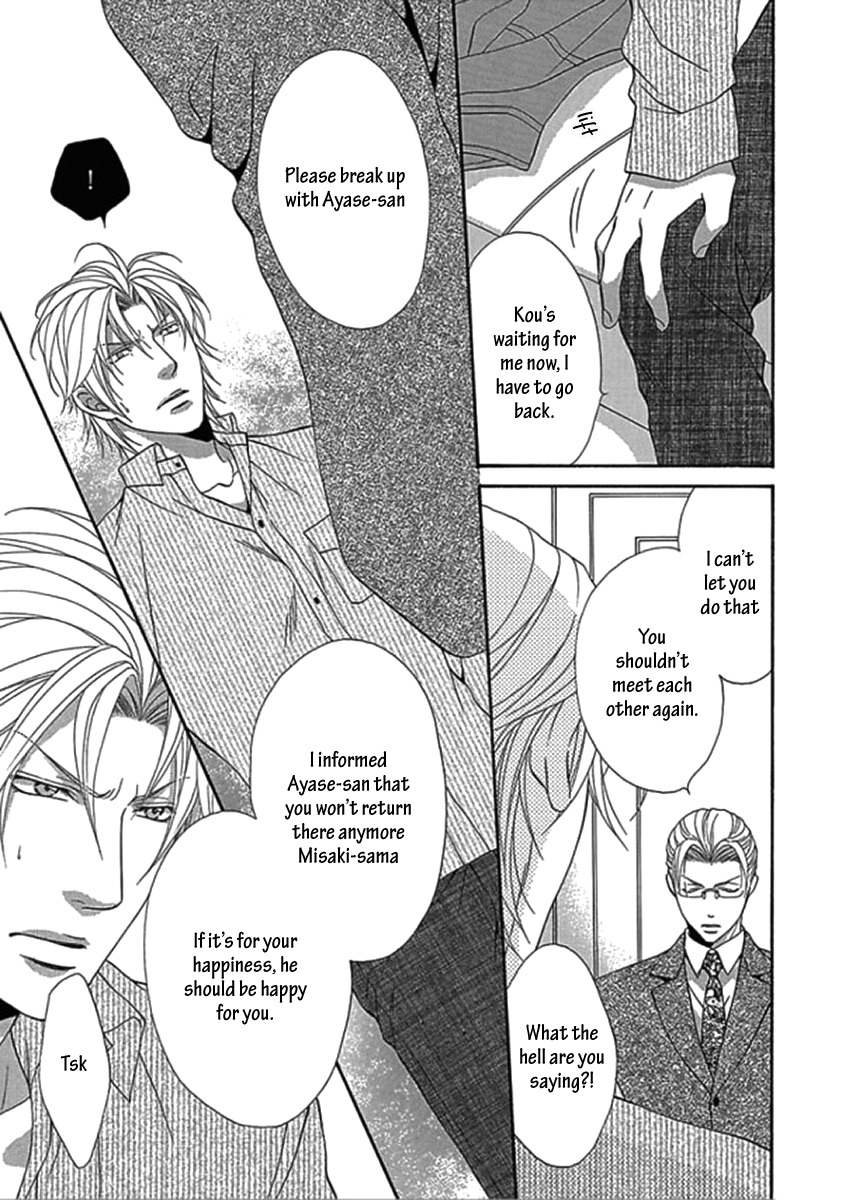 lift
Kou's
waiting for
me now, I
have to go
back.
I can't
let you
do that
You
shouldn't
meet each
other again.
What the
hell are you
saying?!
Please break up
with Ayase-san
!
I informed
Ayase-san that
you won't return
there anymore
Misaki-sama
If it's for your
happiness, he
should be happy
for you.
Tsk